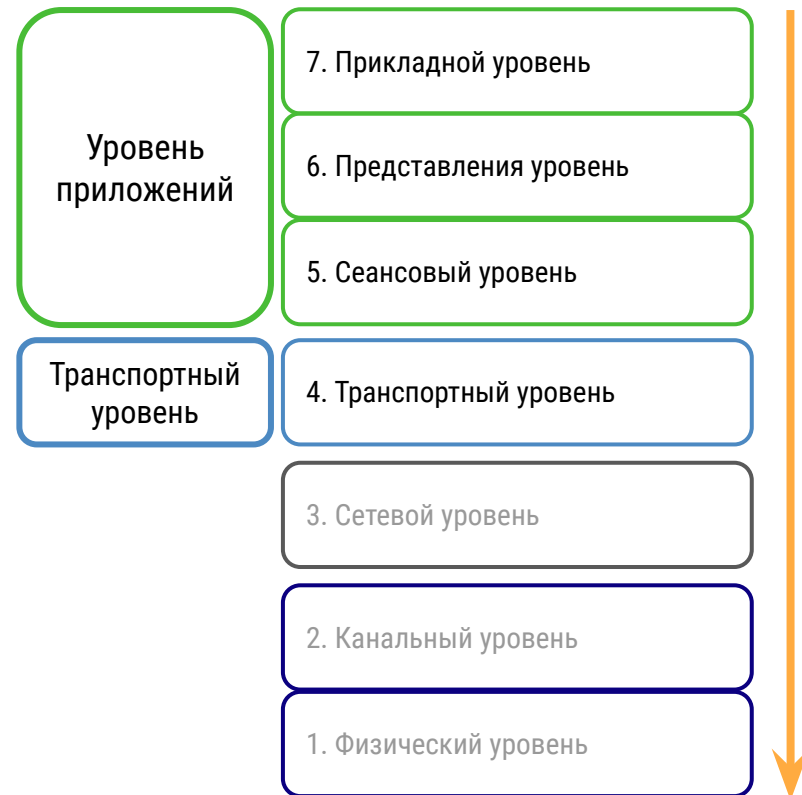 Уровень
приложений
7. Прикладной уровень
6. Представления уровень
5. Сеансовый уровень
Транспортный
уровень
4. Транспортный уровень
3. Сетевой уровень
2. Канальный уровень
1. Физический уровень